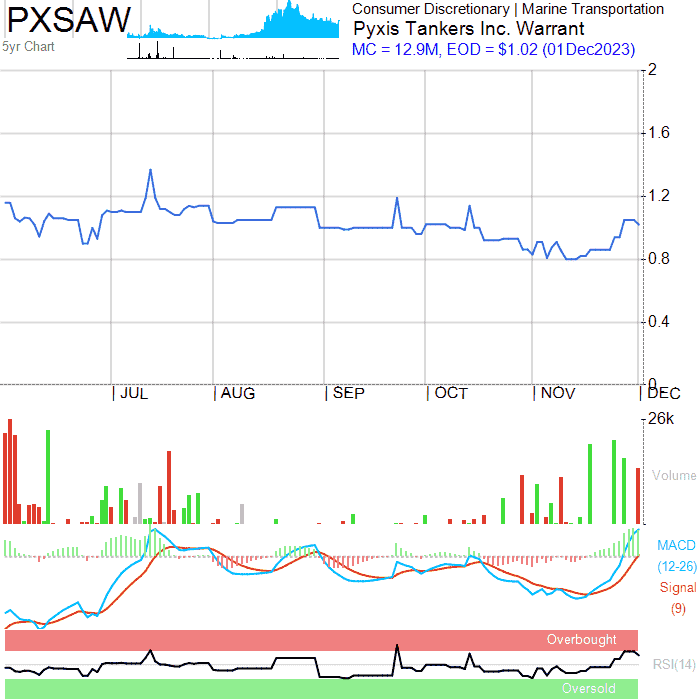 PXSAW
5yr Chart
Consumer Discretionary | Marine Transportation
Pyxis Tankers Inc. Warrant
MC = 12.9M, EOD = $1.02 (01Dec2023)
2
1.6
1.2
0.8
0.4
0
JUL
AUG
SEP
OCT
NOV
DEC
26k
Volume
MACD
(12-26)
Signal
(9)
Overbought
RSI(14)
Oversold